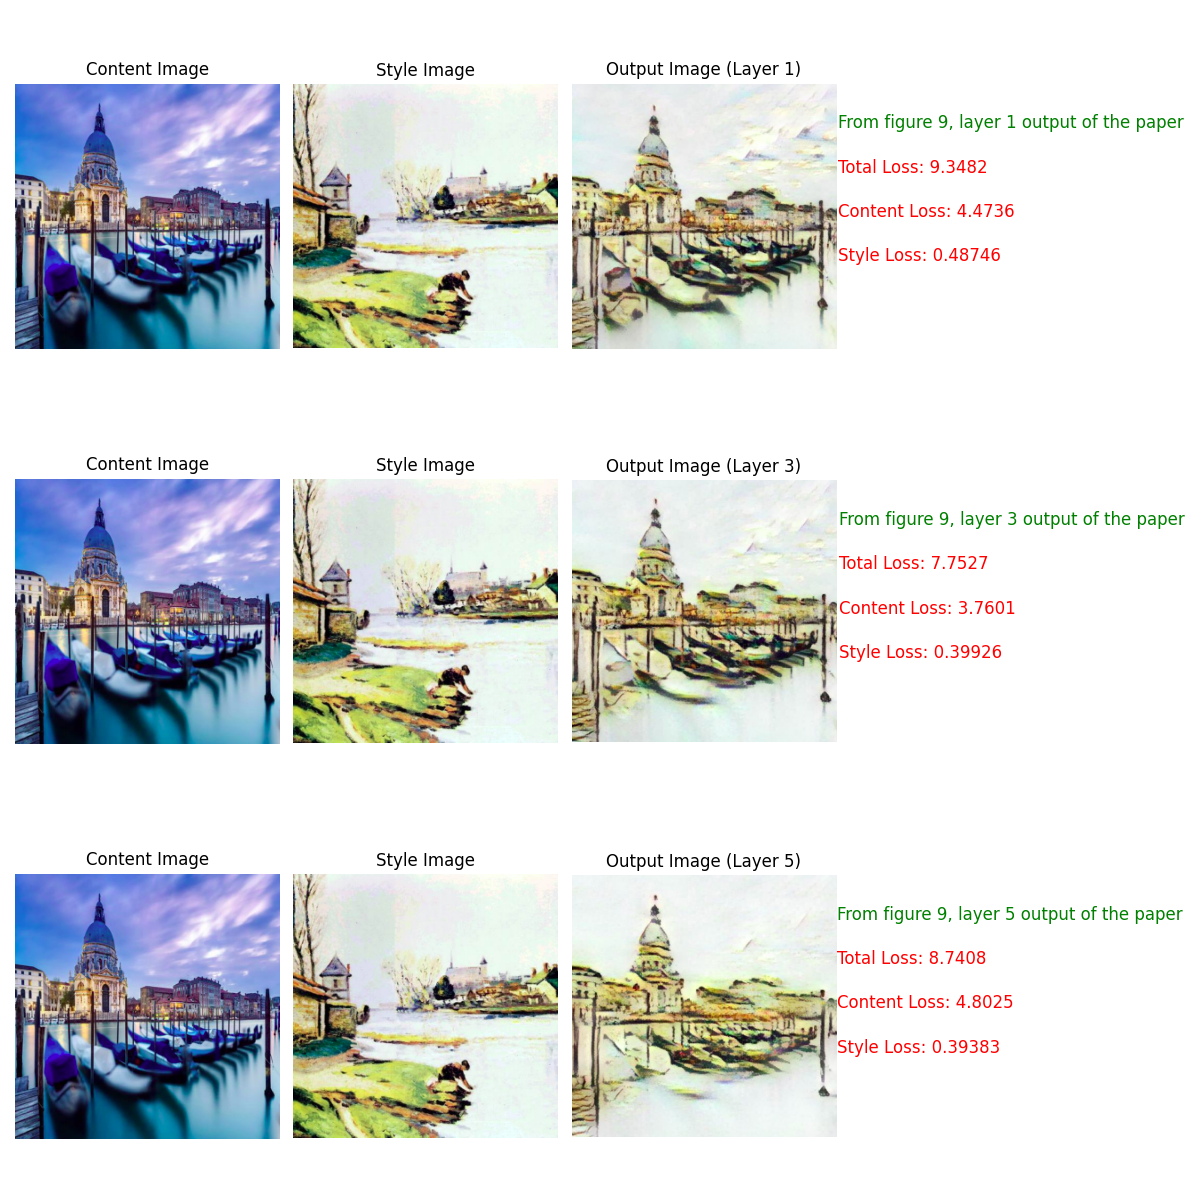 Content Image
Style Image
Output Image (Layer 1)
From figure 9, layer 1 output of the paper
Total Loss: 9.3482
Content Loss: 4.4736
Style Loss: 0.48746
Content Image
Style Image
Output Image (Layer 3)
From figure 9, layer 3 output of the paper
Total Loss: 7.7527
Content Loss: 3.7601
Style Loss: 0.39926
Content Image
Style Image
Output Image (Layer 5)
From figure 9, layer 5 output of the paper
Total Loss: 8.7408
Content Loss: 4.8025
Style Loss: 0.39383